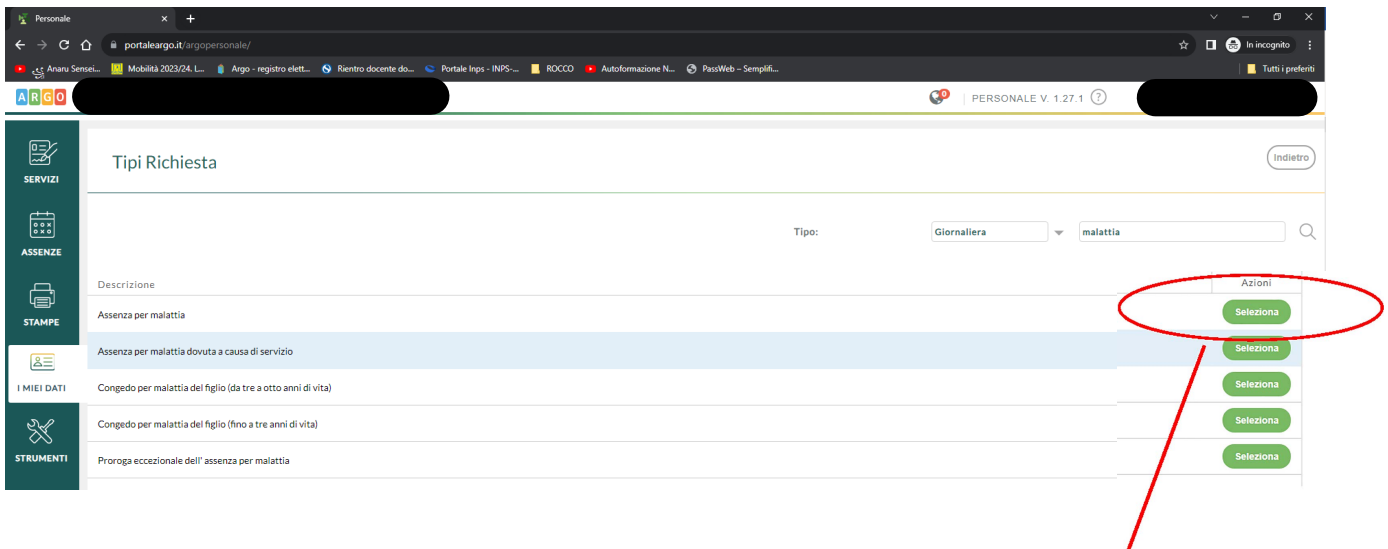 Personale
portaleargo.it/argopersonale/
In incognito
Anaru Sensei... Mobilità 2023/24. L... Argo - registro elett... Rientro docente do... Portale Inps - INPS-... ROCCO Autoformazione N... PassWeb – Semplifi... Tutti i preferiti
ARGO 0 PERSONALE V. 1.27.1 ?
SERVIZI
ASSENZE
STAMPE
I MIEI DATI
STRUMENTI
Tipi Richiesta Indietro
Tipo: Giornaliera malattia
Descrizione Azioni
Assenza per malattia Seleziona
Assenza per malattia dovuta a causa di servizio Seleziona
Congedo per malattia del figlio (da tre a otto anni di vita) Seleziona
Congedo per malattia del figlio (fino a tre anni di vita) Seleziona
Proroga eccezionale dell' assenza per malattia Seleziona